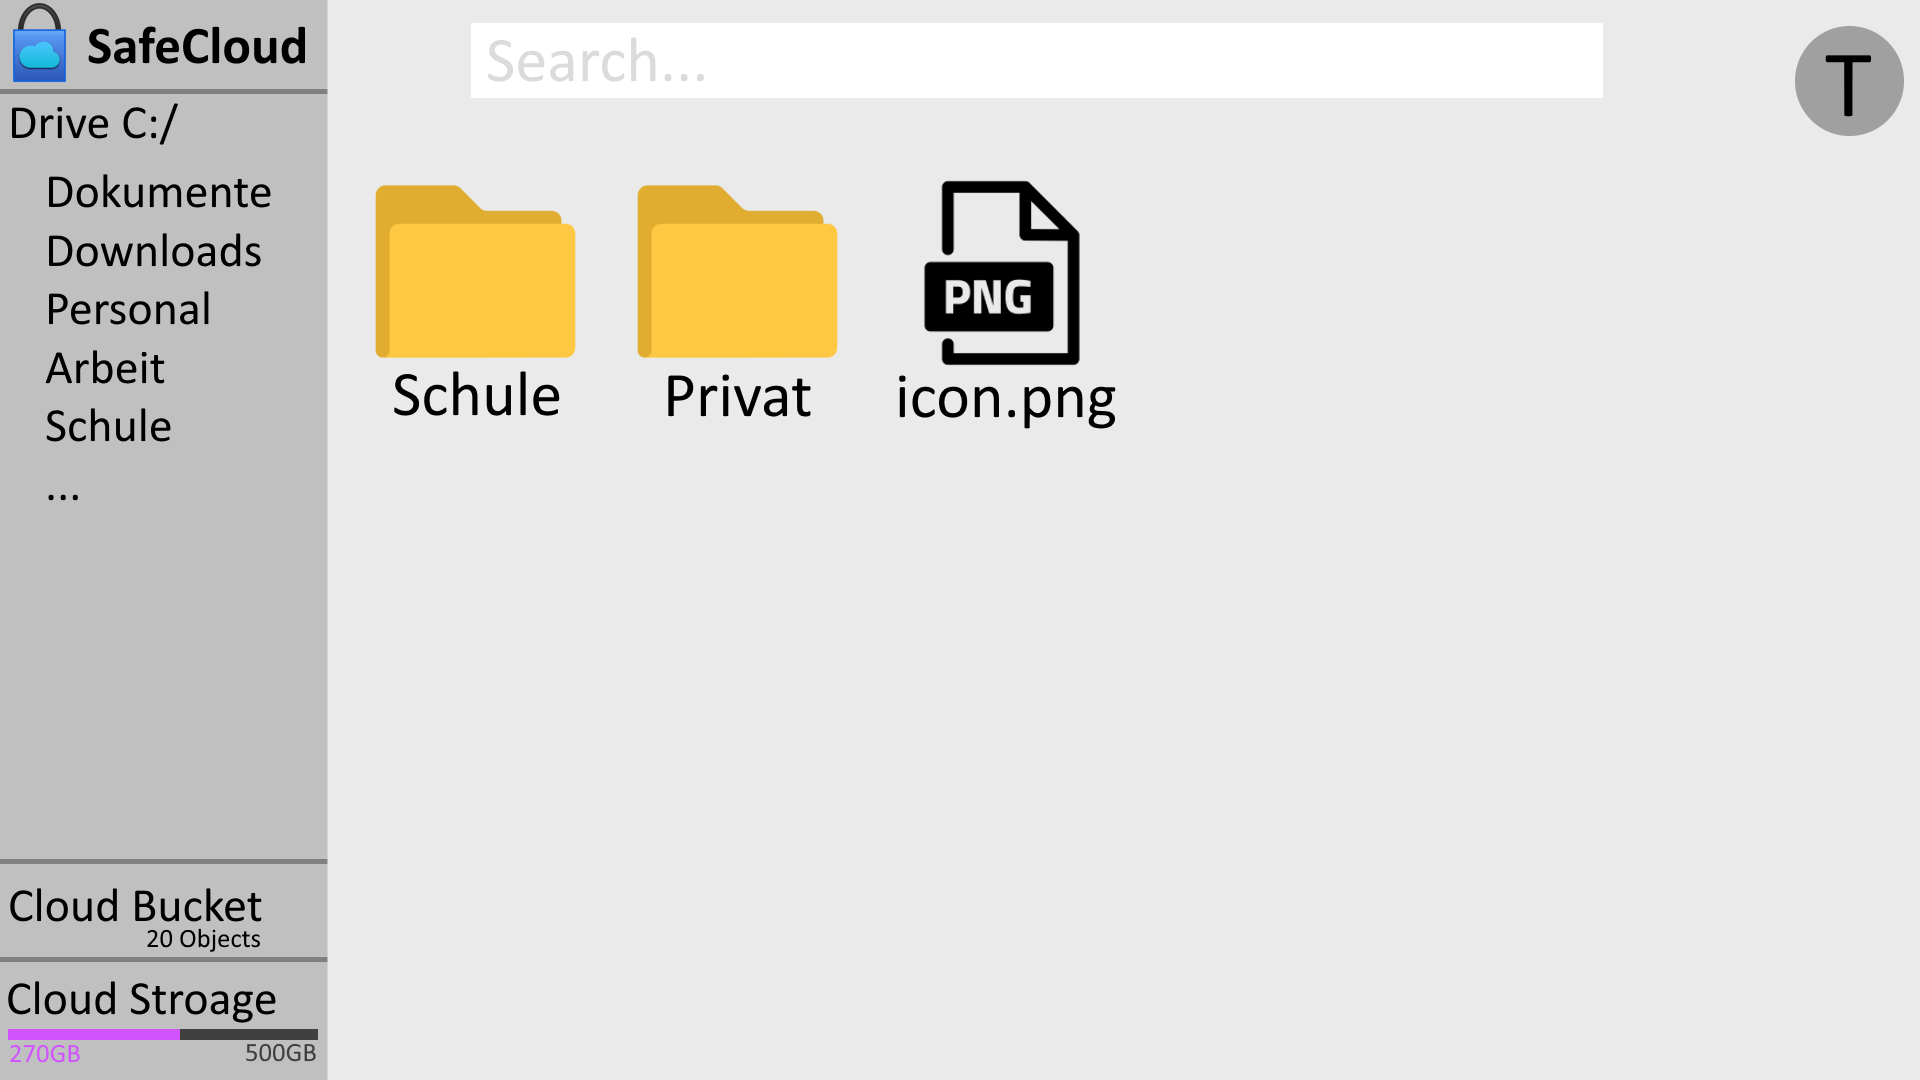 SafeCloud
Search...
T
Drive C:/
Dokumente
Downloads
Personal
Arbeit
Schule
...
PNG
Schule
Privat
icon.png
Cloud Bucket
20 Objects
Cloud Stroage
270GB
500GB